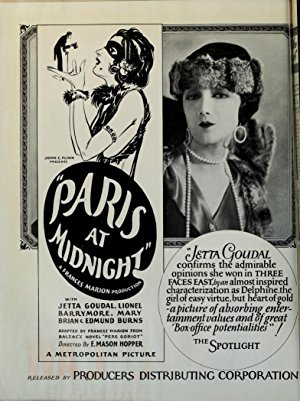 JOHN C. FLINN
PRESENTS
"PARIS
AT
MIDNIGHT"
A FRANCES MARION PRODUCTION
WITH
JETTA GOUDAL, LIONEL
BARRYMORE, MARY
BRIAN & EDMUND BURNS
ADAPTED BY FRANCES MARION FROM
BALZAC'S NOVEL "PERE GORIOT"
DIRECTED BY E. MASON HOPPER
A METROPOLITAN PICTURE
"JETTA GOUDAL
confirms the admirable
opinions she won in THREE
FACES EAST, by an almost inspired
characterization as Delphine, the
girl of easy virtue, but heart of gold
-a picture of absorbing enter-
tainment values and of great
'Box-office potentialities'"
THE SPOTLIGHT
RELEASED BY PRODUCERS DISTRIBUTING CORPORATION